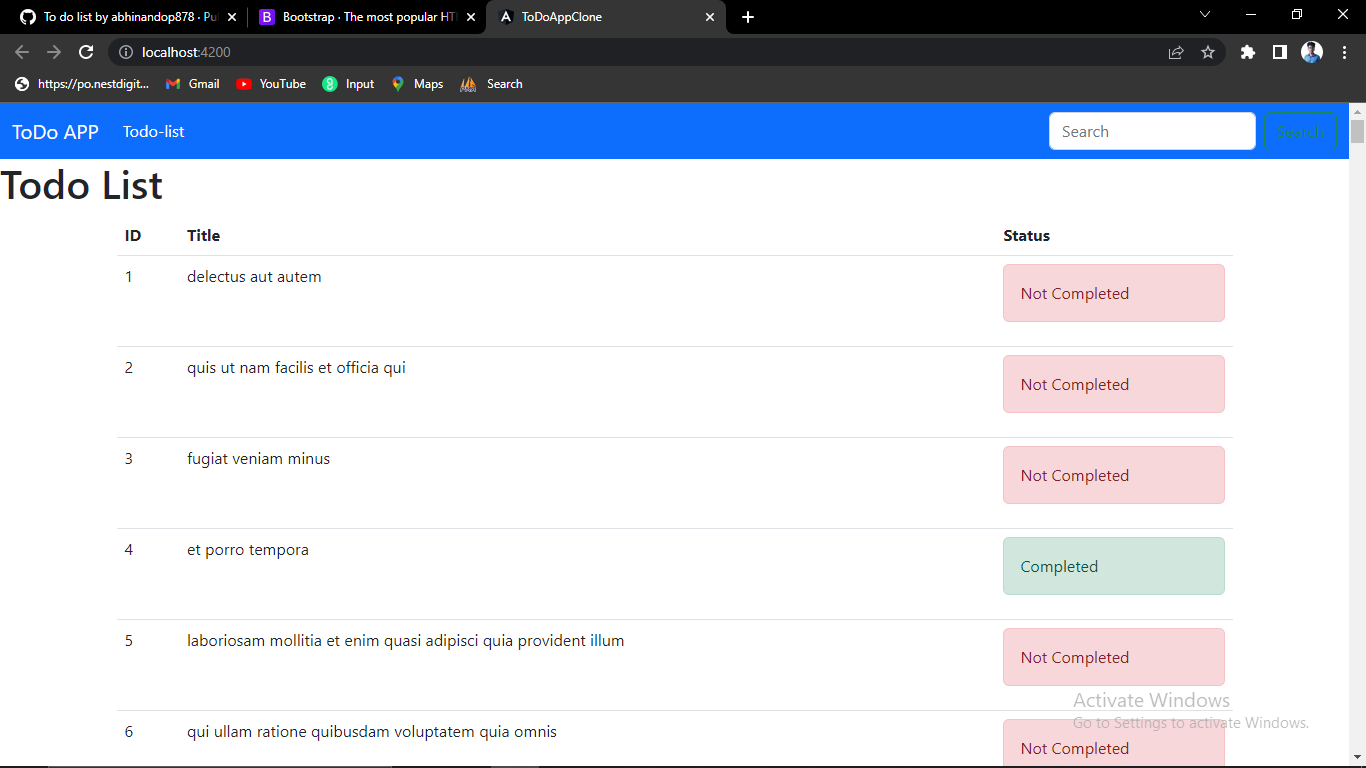 To do list by abhinandop878 · Pu
Bootstrap · The most popular HT
ToDoAppClone
localhost:4200
https://po.nestdigit...
Gmail
YouTube
Input
Maps
Search
ToDo APP
Todo-list
Search
Search
Todo List
ID Title Status
1 delectus aut autem Not Completed
2 quis ut nam facilis et officia qui Not Completed
3 fugiat veniam minus Not Completed
4 et porro tempora Completed
5 laboriosam mollitia et enim quasi adipisci quia provident illum Not Completed
6 qui ullam ratione quibusdam voluptatem quia omnis Not Completed
Activate Windows
Go to Settings to activate Windows.